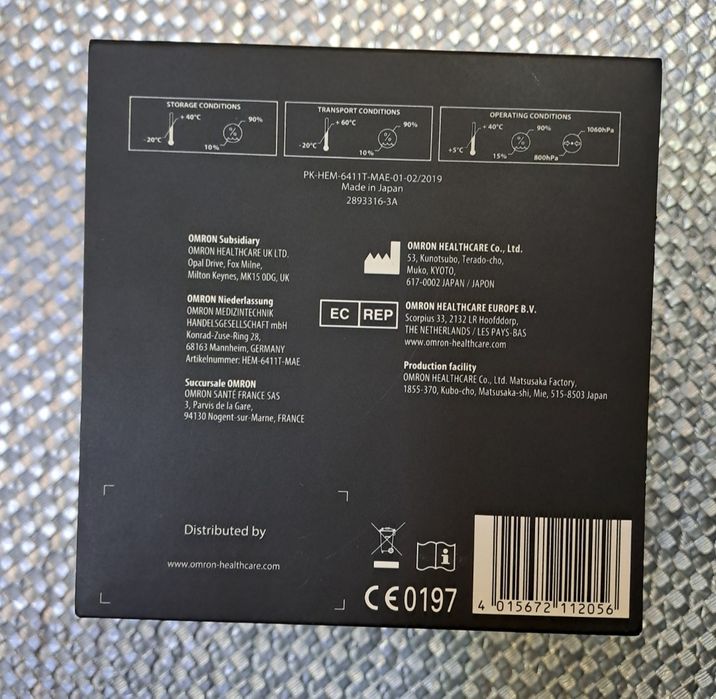 STORAGE CONDITIONS
+ 40°C
90%
-20°C
10%
TRANSPORT CONDITIONS
+ 60°C
90%
-20°C
10%
OPERATING CONDITIONS
+ 40°C
90%
1060hPa
+5°C
15%
800hPa
PK-HEM-6411T-MAE-01-02/2019
Made in Japan
2893316-3A
OMRON Subsidiary
OMRON HEALTHCARE UK LTD.
Opal Drive, Fox Milne,
Milton Keynes, MK15 0DG, UK
OMRON Niederlassung
OMRON MEDIZINTECHNIK
HANDELSGESELLSCHAFT mbH
Konrad-Zuse-Ring 28,
68163 Mannheim, GERMANY
Artikelnummer: HEM-6411T-MAE
Succursale OMRON
OMRON SANTÉ FRANCE SAS
3, Parvis de la Gare,
94130 Nogent-sur-Marne, FRANCE
OMRON HEALTHCARE Co., Ltd.
53, Kunotsubo, Terado-cho,
Muko, KYOTO,
617-0002 JAPAN / JAPON
EC REP
OMRON HEALTHCARE EUROPE B.V.
Scorpius 33, 2132 LR Hoofddorp,
THE NETHERLANDS / LES PAYS-BAS
www.omron-healthcare.com
Production facility
OMRON HEALTHCARE Co., Ltd. Matsusaka Factory,
1855-370, Kubo-cho, Matsusaka-shi, Mie, 515-8503 Japan
Distributed by
www.omron-healthcare.com
CE0197
4 015672 112056